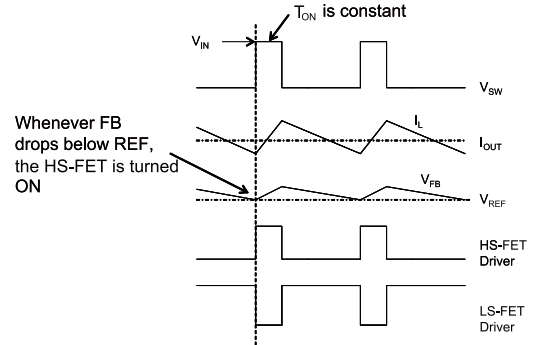 T_ON is constant
V_IN
V_SW
Whenever FB
drops below REF,
the HS-FET is turned
ON
I_L
I_OUT
V_FB
V_REF
HS-FET
Driver
LS-FET
Driver